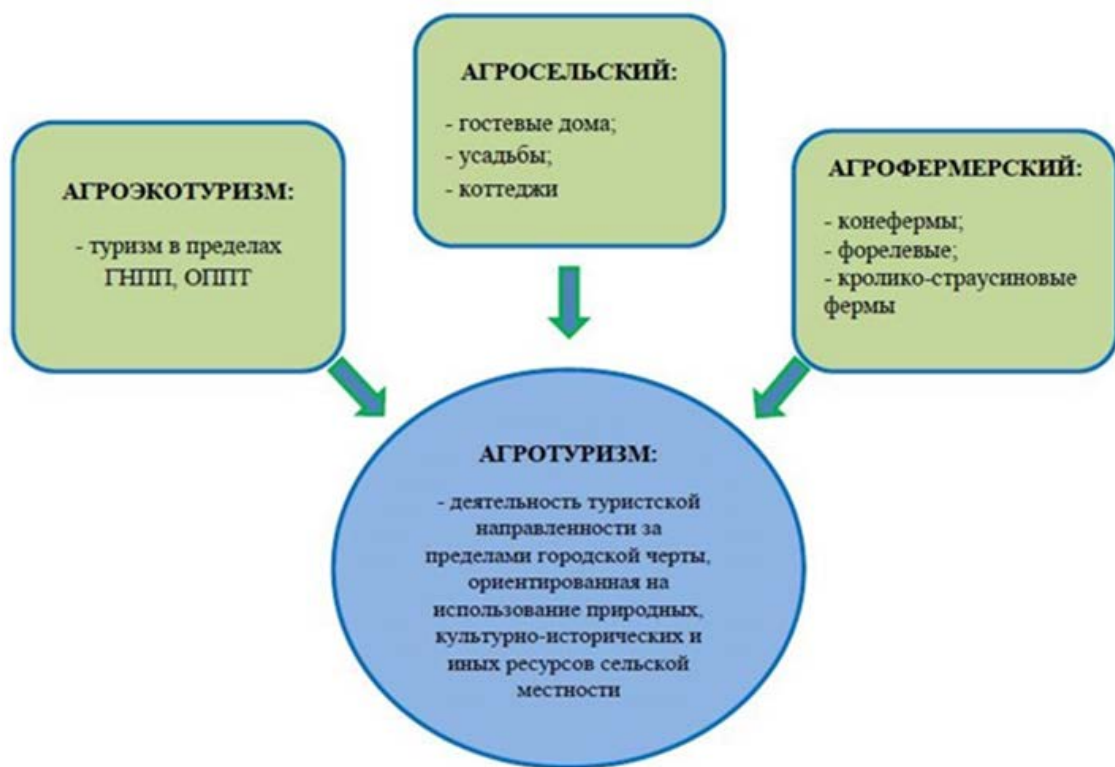 АГРОЭКОТУРИЗМ:
- туризм в пределах
ГНПП, ОППТ
АГРОСЕЛЬСКИЙ:
- гостевые дома;
- усадьбы;
- коттеджи
АГРОФЕРМЕРСКИЙ:
- конефермы;
- форелевые;
- кролико-страусиновые
фермы
АГРОТУРИЗМ:
- деятельность туристской
направленности за
пределами городской черты,
ориентированная на
использование природных,
культурно-исторических и
иных ресурсов сельской
местности